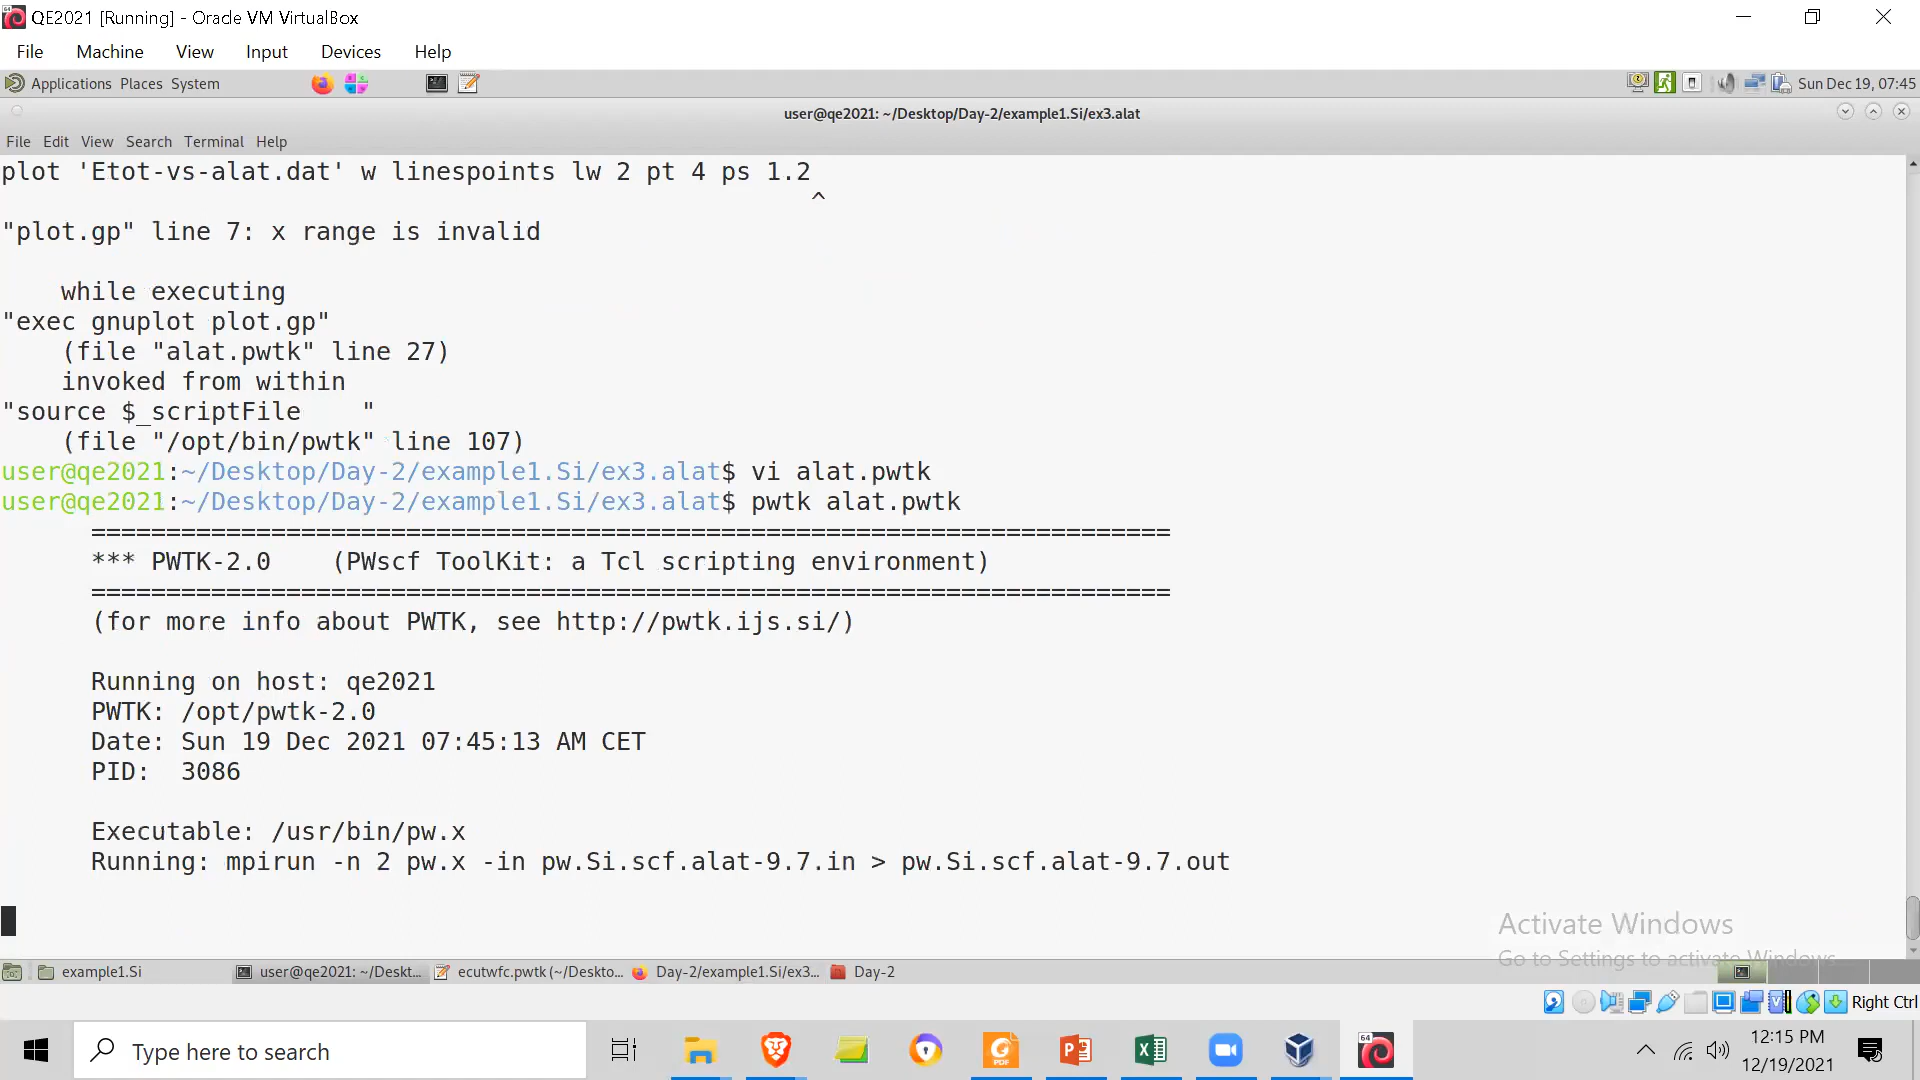 QE2021 [Running] - Oracle VM VirtualBox
File Machine View Input Devices Help
Applications Places System
Sun Dec 19, 07:45
user@qe2021: ~/Desktop/Day-2/example1.Si/ex3.alat
File Edit View Search Terminal Help
plot 'Etot-vs-alat.dat' w linespoints lw 2 pt 4 ps 1.2
^
"plot.gp" line 7: x range is invalid
while executing
"exec gnuplot plot.gp"
(file "alat.pwtk" line 27)
invoked from within
"source $_scriptFile "
(file "/opt/bin/pwtk" line 107)
user@qe2021:~/Desktop/Day-2/example1.Si/ex3.alat$ vi alat.pwtk
user@qe2021:~/Desktop/Day-2/example1.Si/ex3.alat$ pwtk alat.pwtk
========================================================================
*** PWTK-2.0 (PWscf ToolKit: a Tcl scripting environment)
========================================================================
(for more info about PWTK, see http://pwtk.ijs.si/)
Running on host: qe2021
PWTK: /opt/pwtk-2.0
Date: Sun 19 Dec 2021 07:45:13 AM CET
PID: 3086
Executable: /usr/bin/pw.x
Running: mpirun -n 2 pw.x -in pw.Si.scf.alat-9.7.in > pw.Si.scf.alat-9.7.out
Activate Windows
Go to Settings to activate Windows.
example1.Si
user@qe2021: ~/Deskt...
ecutwfc.pwtk (~/Deskto...
Day-2/example1.Si/ex3...
Day-2
Right Ctrl
Type here to search
64
PDF
12:15 PM
12/19/2021